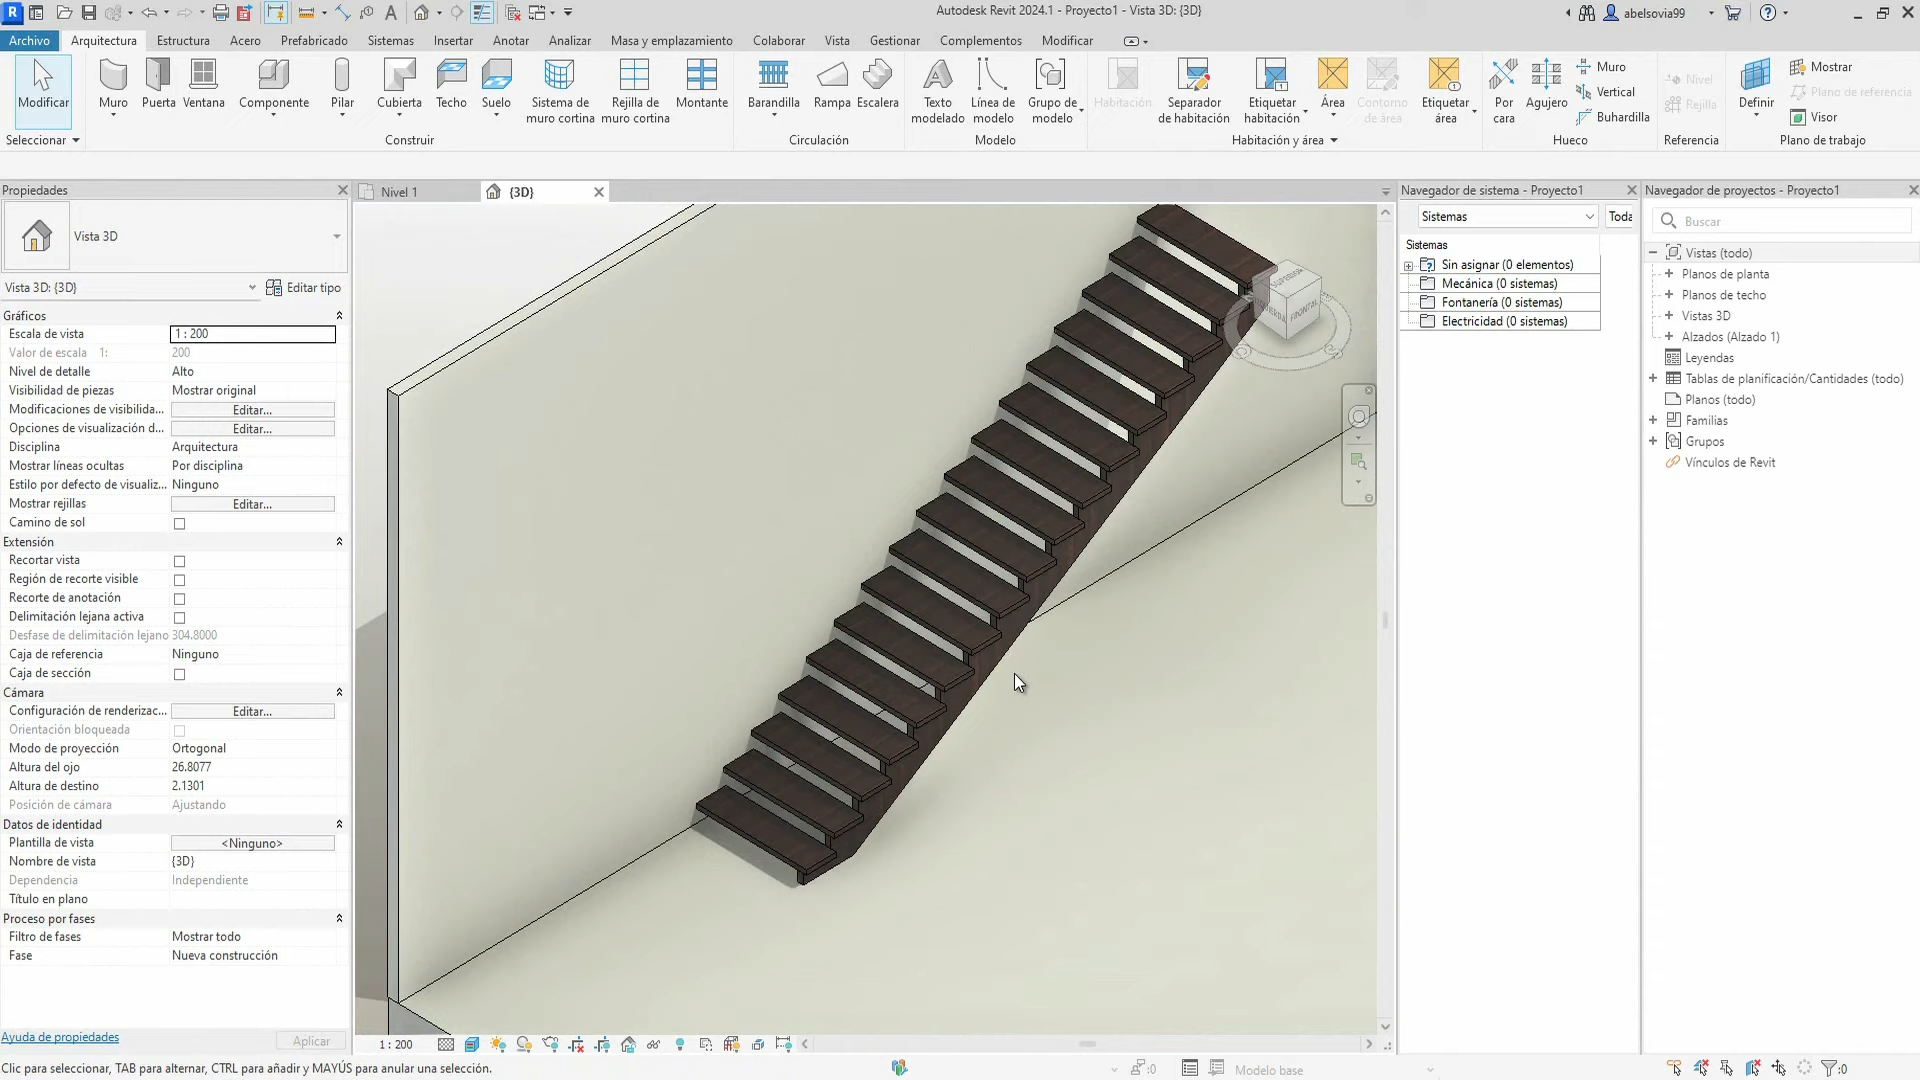 Autodesk Revit 2024.1 - Proyecto1 - Vista 3D: {3D}
abelsovia99
Archivo
Arquitectura
Estructura
Acero
Prefabricado
Sistemas
Insertar
Anotar
Analizar
Masa y emplazamiento
Colaborar
Vista
Gestionar
Complementos
Modificar
Modificar
Muro
Puerta
Ventana
Componente
Pilar
Cubierta
Techo
Suelo
Sistema de
muro cortina
Rejilla de
muro cortina
Montante
Barandilla
Rampa
Escalera
Texto
modelado
Línea de
modelo
Grupo de
modelo
Habitación
Separador
de habitación
Etiquetar
habitación
Área
Contorno
de área
Etiquetar
área
Por
cara
Agujero
Muro
Vertical
Buhardilla
Nivel
Rejilla
Definir
Mostrar
Plano de referencia
Visor
Seleccionar
Construir
Circulación
Modelo
Habitación y área
Hueco
Referencia
Plano de trabajo
Propiedades
Vista 3D
Vista 3D: {3D}
Editar tipo
Gráficos
Escala de vista 1 : 200
Valor de escala 1: 200
Nivel de detalle Alto
Visibilidad de piezas Mostrar original
Modificaciones de visibilida... Editar...
Opciones de visualización d... Editar...
Disciplina Arquitectura
Mostrar líneas ocultas Por disciplina
Estilo por defecto de visualiz... Ninguno
Mostrar rejillas Editar...
Camino de sol
Extensión
Recortar vista
Región de recorte visible
Recorte de anotación
Delimitación lejana activa
Desfase de delimitación lejano 304.8000
Caja de referencia Ninguno
Caja de sección
Cámara
Configuración de renderizac... Editar...
Orientación bloqueada
Modo de proyección Ortogonal
Altura del ojo 26.8077
Altura de destino 2.1301
Posición de cámara Ajustando
Datos de identidad
Plantilla de vista <Ninguno>
Nombre de vista {3D}
Dependencia Independiente
Título en plano
Proceso por fases
Filtro de fases Mostrar todo
Fase Nueva construcción
Ayuda de propiedades
Aplicar
Nivel 1
{3D}
FRONTAL
1 : 200
Navegador de sistema - Proyecto1
Sistemas
Toda
Sistemas
Sin asignar (0 elementos)
Mecánica (0 sistemas)
Fontanería (0 sistemas)
Electricidad (0 sistemas)
Navegador de proyectos - Proyecto1
Buscar
Vistas (todo)
Planos de planta
Planos de techo
Vistas 3D
Alzados (Alzado 1)
Leyendas
Tablas de planificación/Cantidades (todo)
Planos (todo)
Familias
Grupos
Vínculos de Revit
Clic para seleccionar, TAB para alternar, CTRL para añadir y MAYÚS para anular una selección.
:0
Modelo base
:0